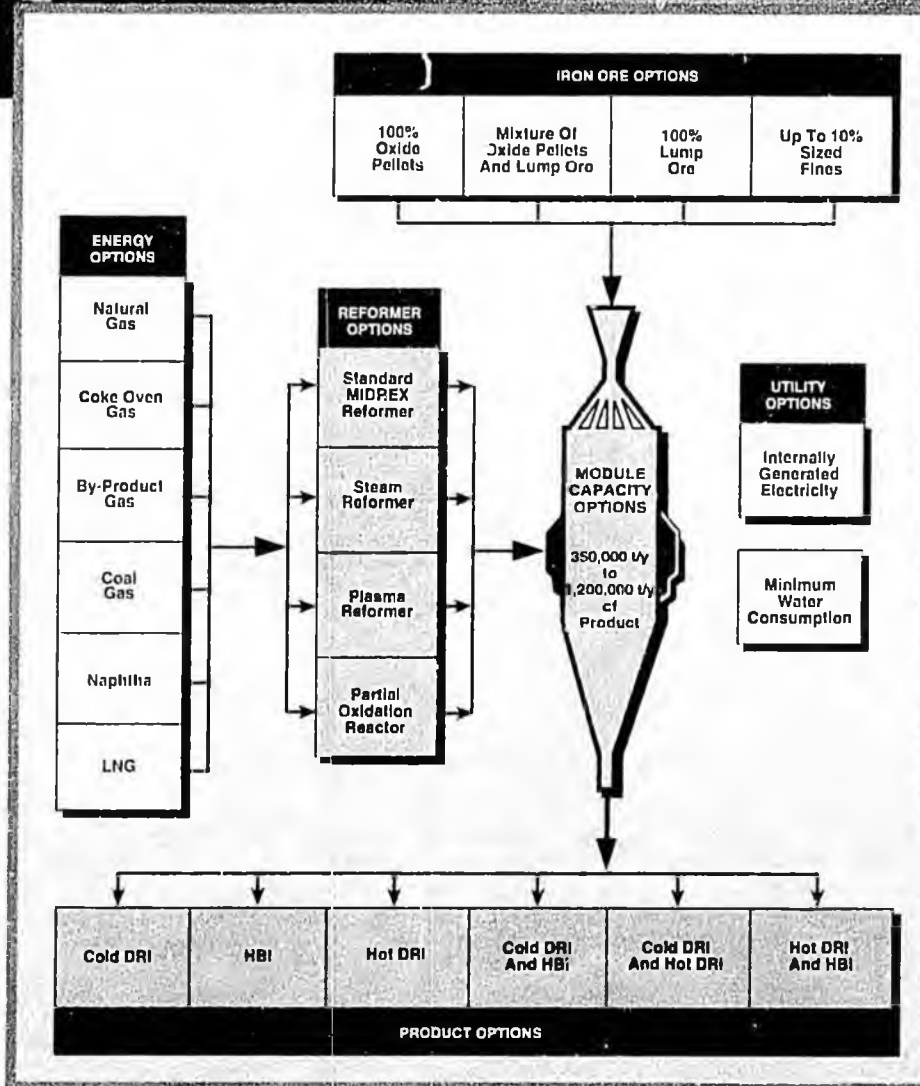 IRON ORE OPTIONS
100%
Oxide
Pellets
Mixture Of
Oxide Pellets
And Lump Ore
100%
Lump
Ore
Up To 10%
Sized
Fines
ENERGY
OPTIONS
Natural
Gas
Coke Oven
Gas
By-Product
Gas
Coal
Gas
Naphtha
LNG
REFORMER
OPTIONS
Standard
MIDREX
Reformer
Steam
Reformer
Plasma
Reformer
Partial
Oxidation
Reactor
MODULE
CAPACITY
OPTIONS
350,000 t/y
to
1,200,000 t/y
of
Product
UTILITY
OPTIONS
Internally
Generated
Electricity
Minimum
Water
Consumption
Cold DRI
HBI
Hot DRI
Cold DRI
And HBI
Cold DRI
And Hot DRI
Hot DRI
And HBI
PRODUCT OPTIONS